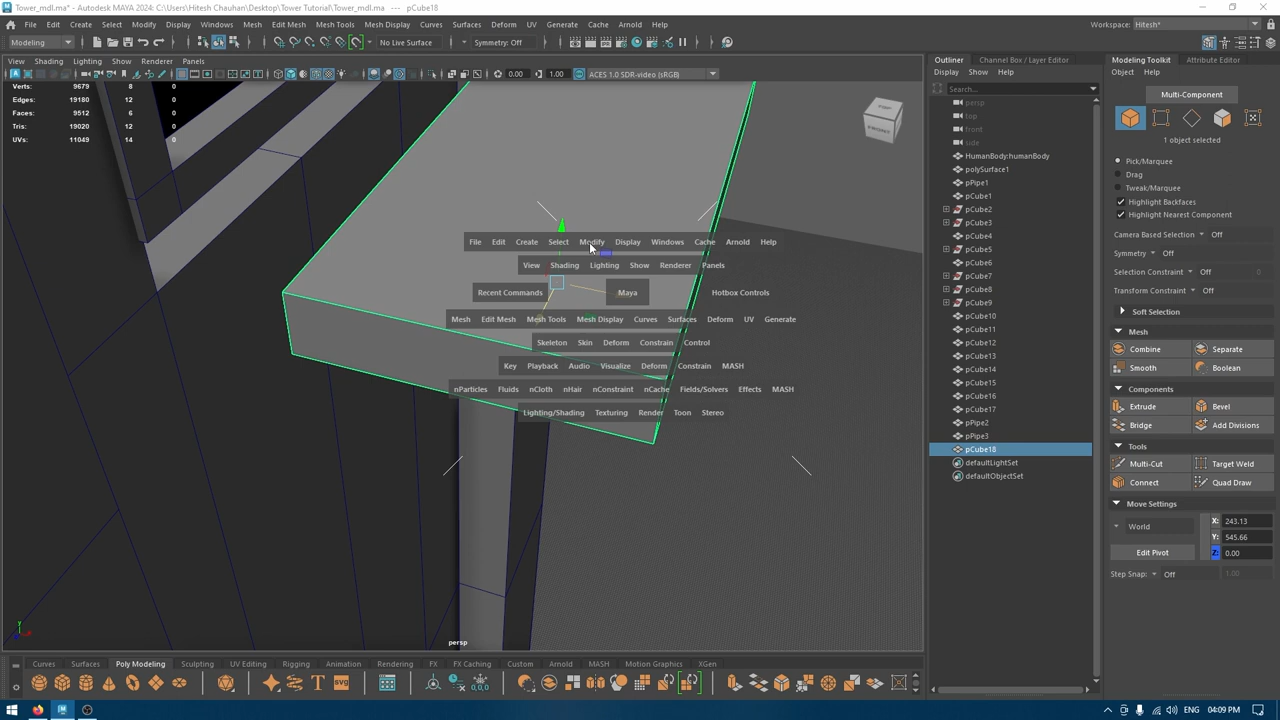 Tower_mdl.ma* - Autodesk MAYA 2024: C:\Users\Hitesh Chauhan\Desktop\Tower Tutorial\Tower_mdl.ma --- pCube18
File Edit Create Select Modify Display Windows Mesh Edit Mesh Mesh Tools Mesh Display Curves Surfaces Deform UV Generate Cache Arnold Help
Workspace: Hitesh*
Modeling No Live Surface Symmetry: Off
View Shading Lighting Show Renderer Panels
0.00 1.00 ACES 1.0 SDR-video (sRGB)
Verts: 9679 8 0
Edges: 19180 12 0
Faces: 9512 6 0
Tris: 19020 12 0
UVs: 11049 14 0
TOP
FRONT
File Edit Create Select Modify Display Windows Cache Arnold Help
View Shading Lighting Show Renderer Panels
Recent Commands Maya Hotbox Controls
Mesh Edit Mesh Mesh Tools Mesh Display Curves Surfaces Deform UV Generate
Skeleton Skin Deform Constrain Control
Key Playback Audio Visualize Deform Constrain MASH
nParticles Fluids nCloth nHair nConstraint nCache Fields/Solvers Effects MASH
Lighting/Shading Texturing Render Toon Stereo
persp
y
Outliner Channel Box / Layer Editor
Display Show Help
Search...
persp
top
front
side
HumanBody:humanBody
polySurface1
pPipe1
pCube1
pCube2
pCube3
pCube4
pCube5
pCube6
pCube7
pCube8
pCube9
pCube10
pCube11
pCube12
pCube13
pCube14
pCube15
pCube16
pCube17
pPipe2
pPipe3
pCube18
defaultLightSet
defaultObjectSet
Modeling Toolkit Attribute Editor
Object Help
Multi-Component
1 object selected
Pick/Marquee
Drag
Tweak/Marquee
Highlight Backfaces
Highlight Nearest Component
Camera Based Selection Off
Symmetry: Off
Selection Constraint Off 0
Transform Constraint Off
Soft Selection
Mesh
Combine Separate
Smooth Boolean
Components
Extrude Bevel
Bridge Add Divisions
Tools
Multi-Cut Target Weld
Connect Quad Draw
Move Settings
World X: 243.13
Y: 545.66
Edit Pivot Z: 0.00
Step Snap: Off 1.00
Curves Surfaces Poly Modeling Sculpting UV Editing Rigging Animation Rendering FX FX Caching Custom Arnold MASH Motion Graphics XGen
ENG 04:09 PM